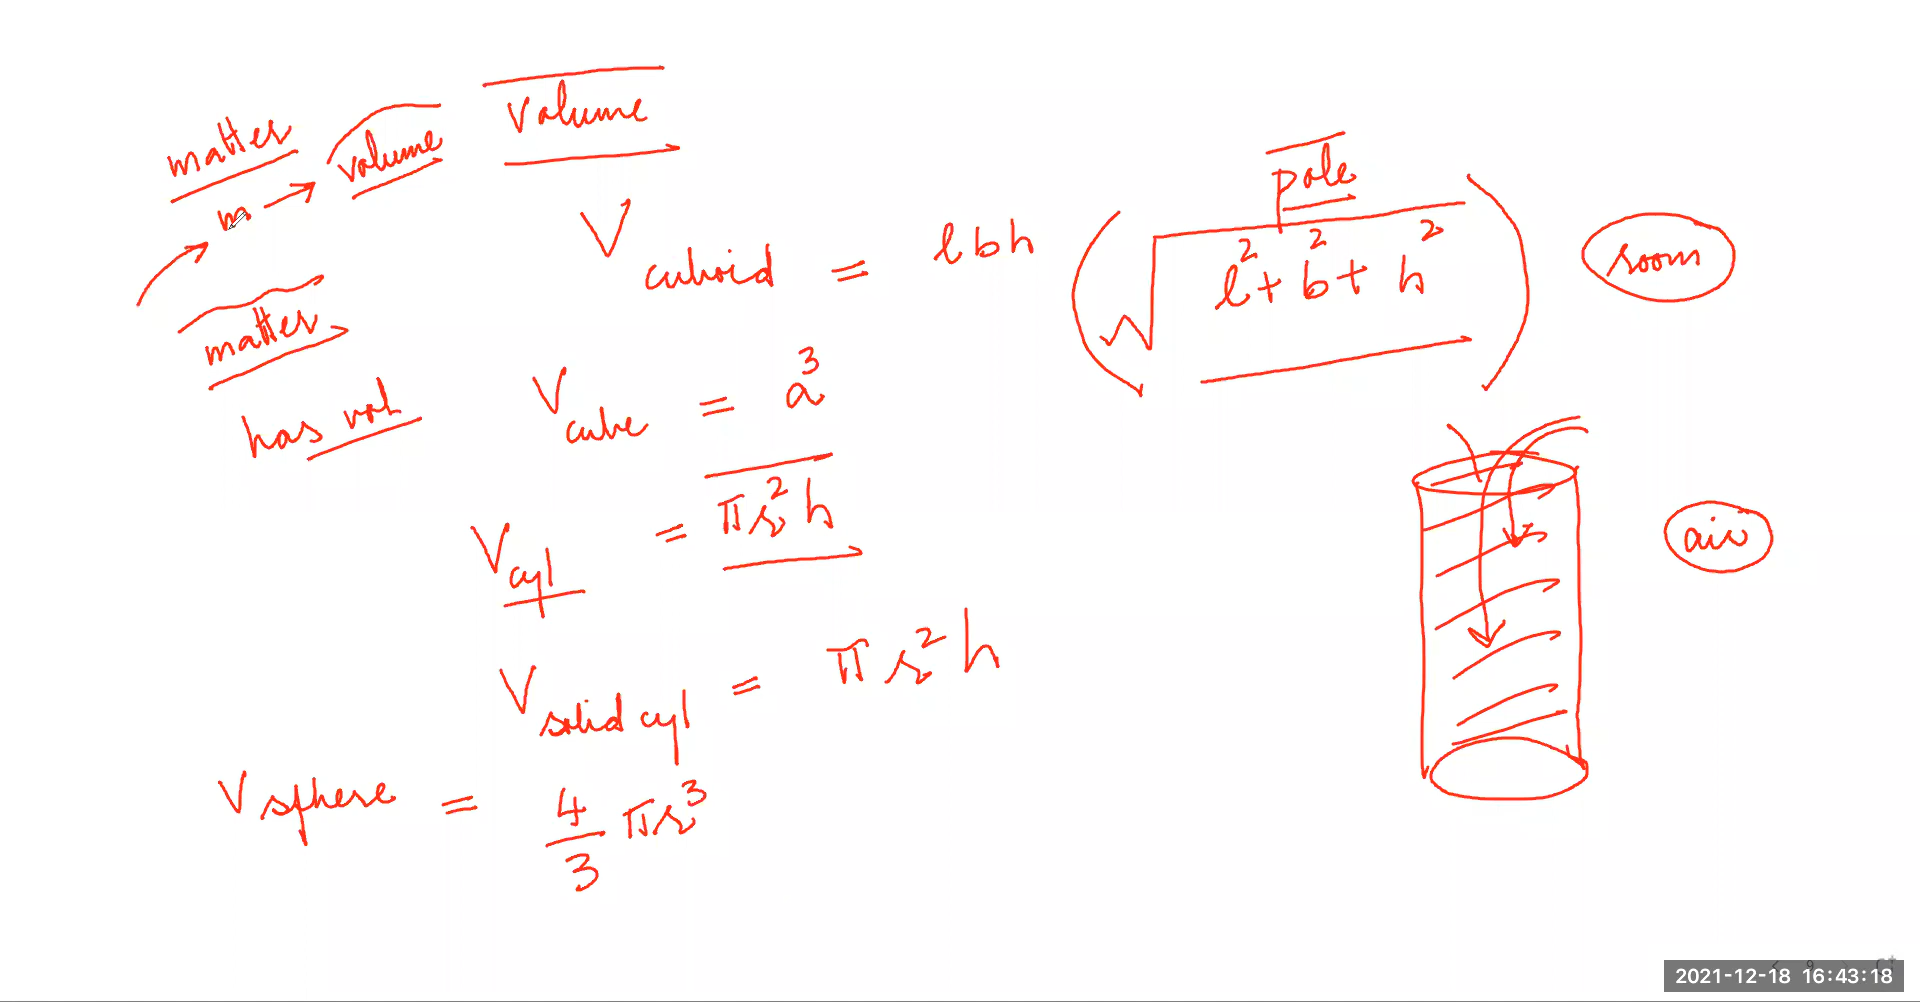 volume
matter
volume
m
V cuboid = lbh (√l²+b²+h²)
pole
room
matter
has vol
V cube = a³
V cyl = πr²h
air
V solid cyl = πr²h
V sphere = 4/3 πr³
2021-12-18 16:43:18